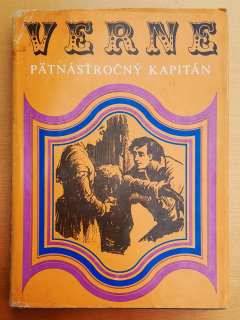 VERNE
PÄTNÁSŤROČNÝ KAPITÁN